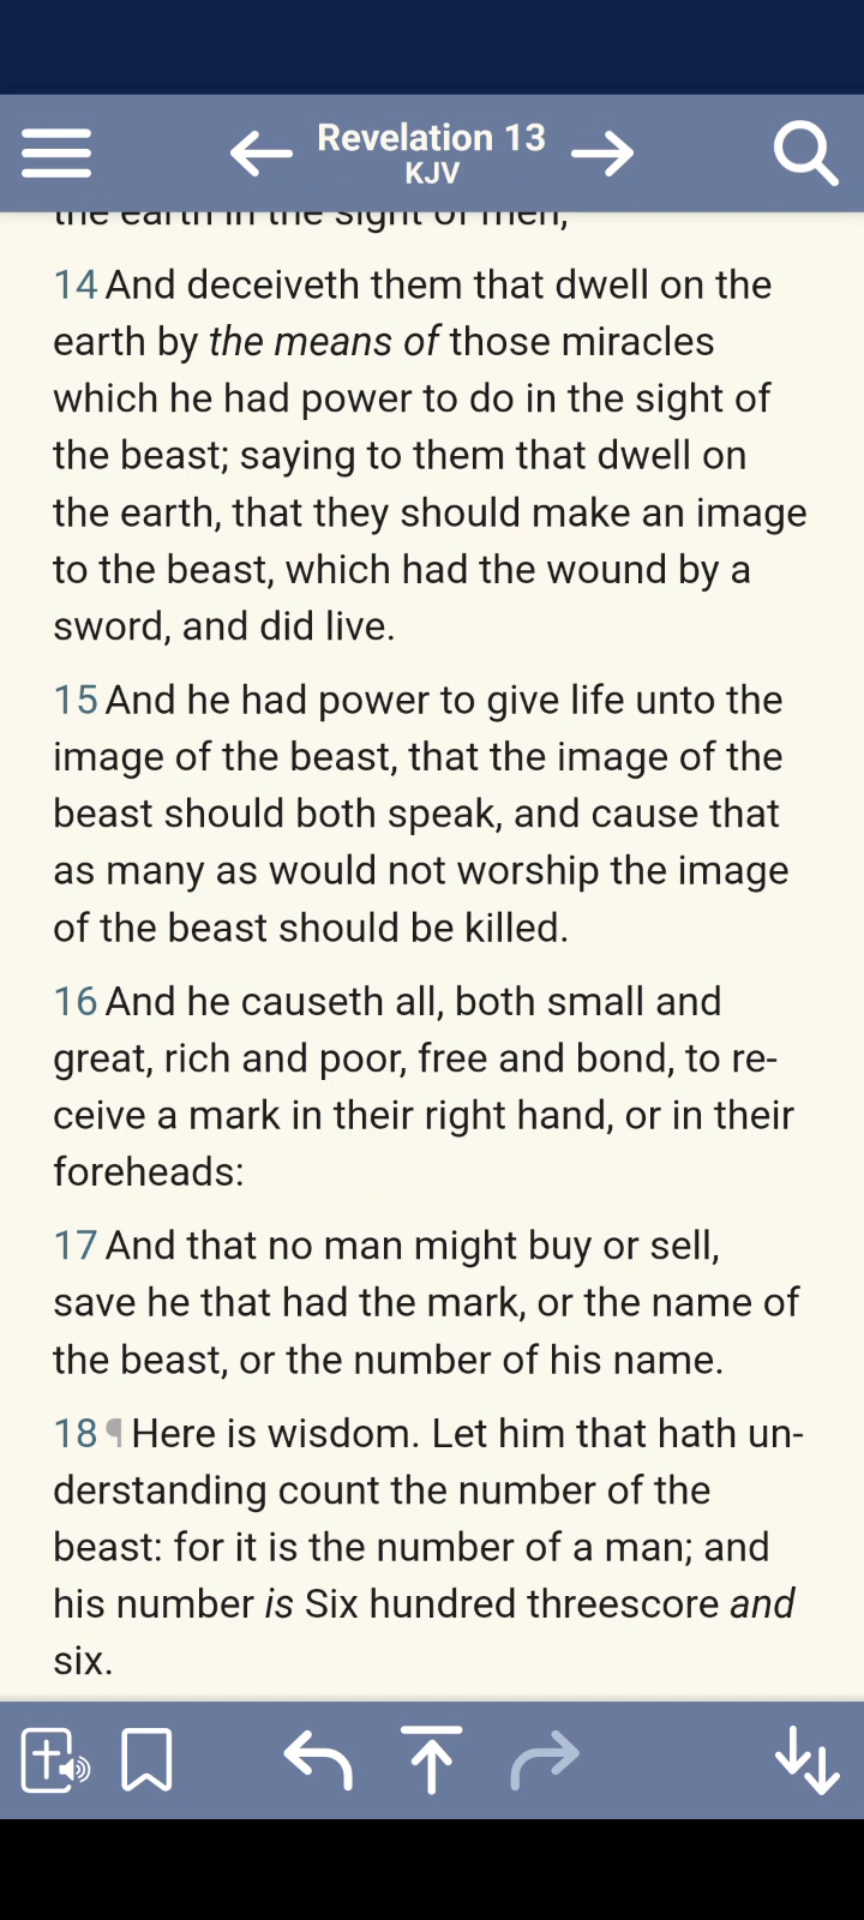 Revelation 13
KJV
the earth in the sight of men,
14 And deceiveth them that dwell on the
earth by the means of those miracles
which he had power to do in the sight of
the beast; saying to them that dwell on
the earth, that they should make an image
to the beast, which had the wound by a
sword, and did live.
15 And he had power to give life unto the
image of the beast, that the image of the
beast should both speak, and cause that
as many as would not worship the image
of the beast should be killed.
16 And he causeth all, both small and
great, rich and poor, free and bond, to re-
ceive a mark in their right hand, or in their
foreheads:
17 And that no man might buy or sell,
save he that had the mark, or the name of
the beast, or the number of his name.
18 ¶ Here is wisdom. Let him that hath un-
derstanding count the number of the
beast: for it is the number of a man; and
his number is Six hundred threescore and
six.